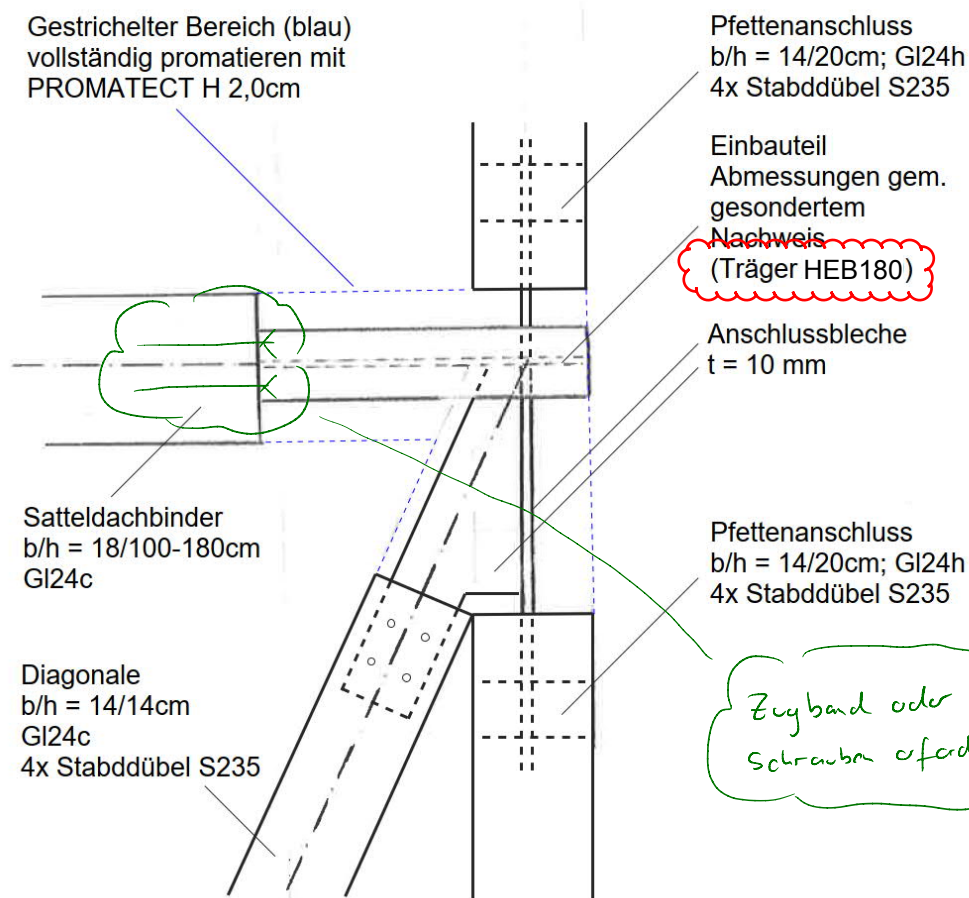 Gestrichelter Bereich (blau)
vollständig promatieren mit
PROMATECT H 2,0cm
Pfettenanschluss
b/h = 14/20cm; Gl24h
4x Stabddübel S235
Einbauteil
Abmessungen gem.
gesondertem
Nachweis
(Träger HEB180)
Anschlussbleche
t = 10 mm
Satteldachbinder
b/h = 18/100-180cm
Gl24c
Pfettenanschluss
b/h = 14/20cm; Gl24h
4x Stabddübel S235
Diagonale
b/h = 14/14cm
Gl24c
4x Stabddübel S235
Zugband oder
Schrauben